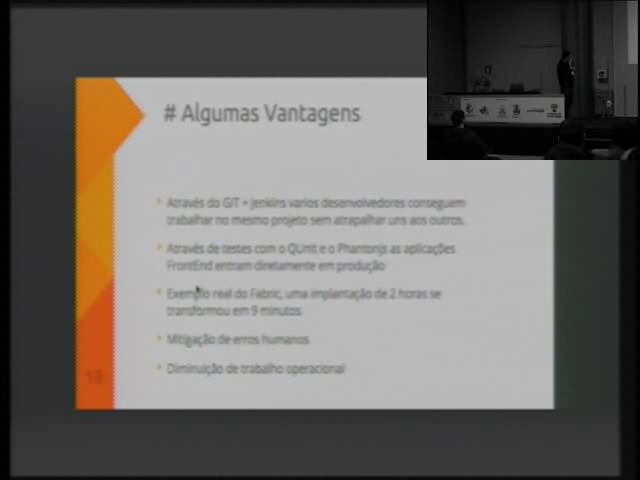 # Algumas Vantagens
Através do GIT + Jenkins varios desenvolvedores conseguem
trabalhar no mesmo projeto sem atrapalhar uns aos outros.
Através de testes com o QUnit e o Phantonjs as aplicações
FrontEnd entram diretamente em produção
Exemplo real do Fabric, uma implantação de 2 horas se
transformou em 9 minutos
Mitigação de erros humanos
Diminuição de trabalho operacional
18